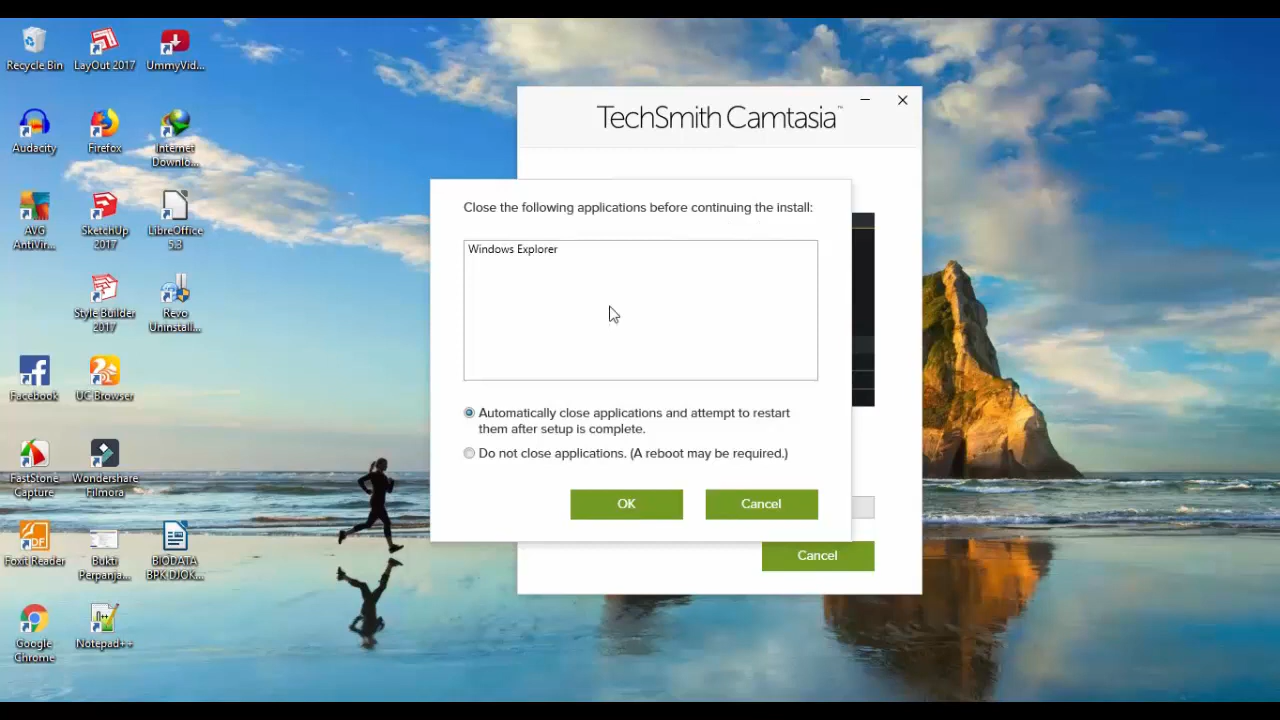 Recycle Bin
LayOut 2017
UmmyVid...
Audacity
Firefox
Internet
Downlo...
AVG
AntiVir...
SketchUp
2017
LibreOffice
5.3
Style Builder
2017
Revo
Uninstall...
Facebook
UC Browser
FastStone
Capture
Wondershare
Filmora
Foxit Reader
Bukti
Perpanja...
BIODATA
BPK DJOK...
Google
Chrome
Notepad++
TechSmith Camtasia™
Close the following applications before continuing the install:
Windows Explorer
Automatically close applications and attempt to restart
them after setup is complete.
Do not close applications. (A reboot may be required.)
OK
Cancel
Cancel